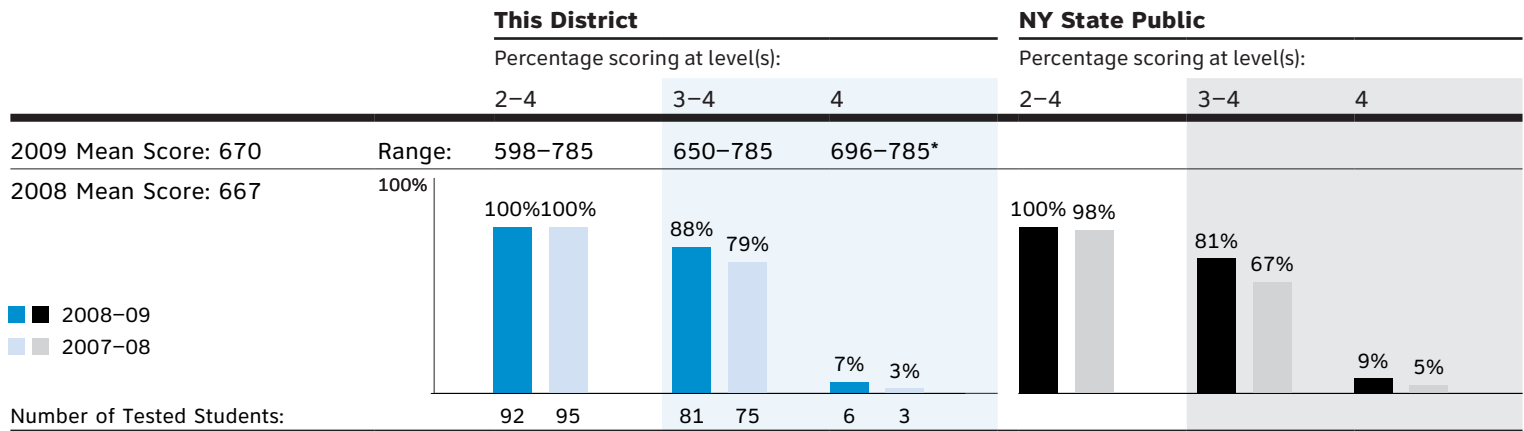 This District NY State Public
Percentage scoring at level(s): Percentage scoring at level(s):
2–4 3–4 4 2–4 3–4 4
2009 Mean Score: 670 Range: 598–785 650–785 696–785*
2008 Mean Score: 667 100%
100% 100% 88% 79% 7% 3% 100% 98% 81% 67% 9% 5%
2008–09
2007–08
Number of Tested Students: 92 95 81 75 6 3